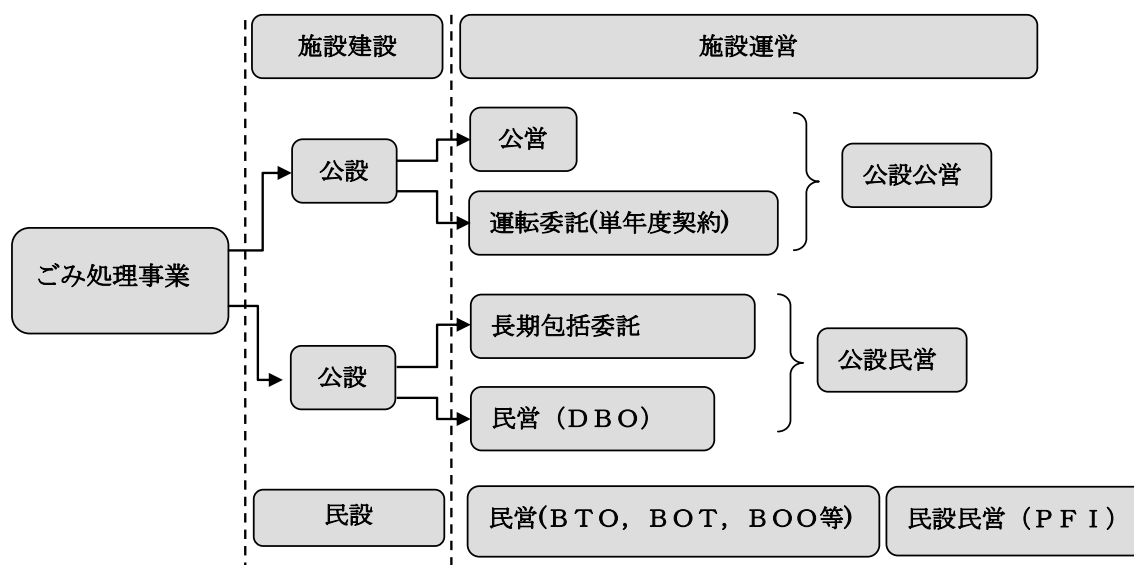 施設建設
施設運営
公営
公設
公設公営
運転委託(単年度契約)
ごみ処理事業
長期包括委託
公設
公設民営
民営（ＤＢＯ）
民設
民営(ＢＴＯ，ＢＯＴ，ＢＯＯ等)
民設民営（ＰＦＩ）